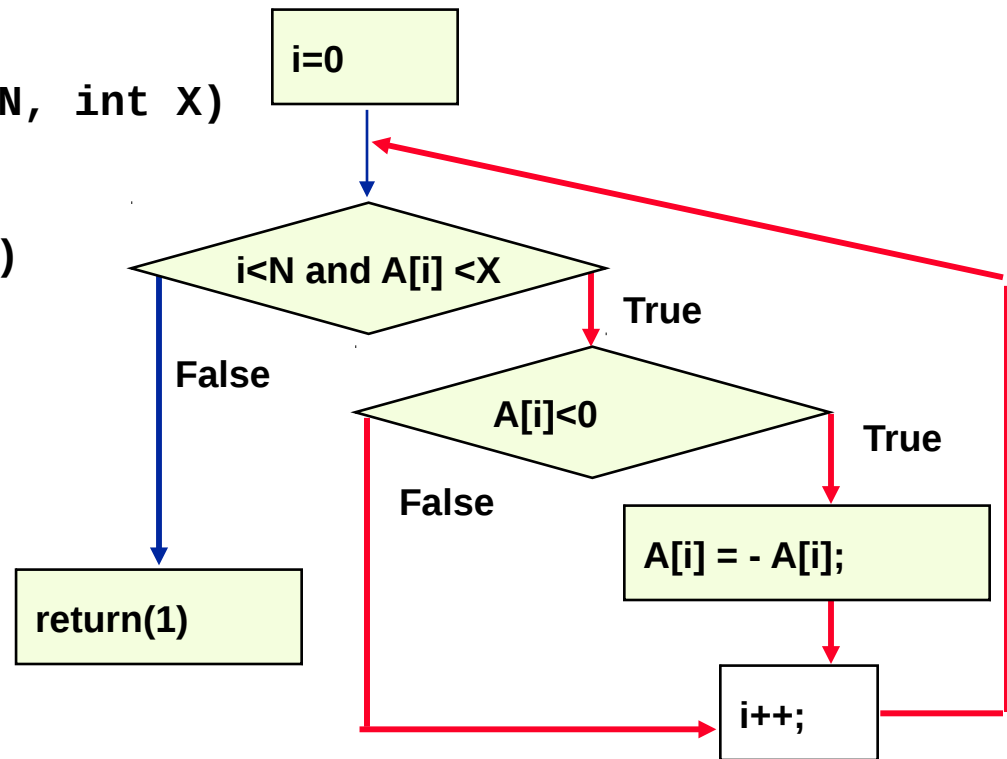 i=0
N, int X)
)
i<N and A[i] <X
True
False
A[i]<0
True
False
A[i] = - A[i];
return(1)
i++;